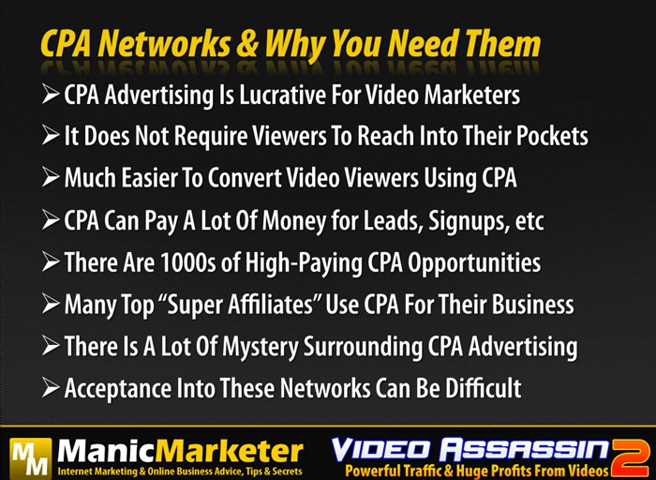 CPA Networks & Why You Need Them
CPA Advertising Is Lucrative For Video Marketers
It Does Not Require Viewers To Reach Into Their Pockets
Much Easier To Convert Video Viewers Using CPA
CPA Can Pay A Lot Of Money for Leads, Signups, etc
There Are 1000s of High-Paying CPA Opportunities
Many Top “Super Affiliates” Use CPA For Their Business
There Is A Lot Of Mystery Surrounding CPA Advertising
Acceptance Into These Networks Can Be Difficult
MM ManicMarketer
Internet Marketing & Online Business Advice, Tips & Secrets
Video Assassin 2
Powerful Traffic & Huge Profits From Videos